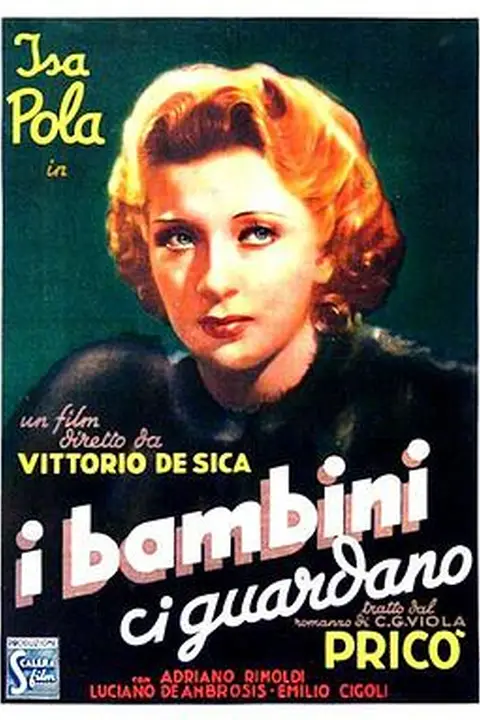 Isa
Pola
in
un film
diretto da
VITTORIO DE SICA
i bambini
ci guardano
tratto dal
romanzo di C.G. VIOLA
PRICÒ
PRODUZIONE
SCALERA
film
con ADRIANO RIMOLDI
LUCIANO DE AMBROSIS - EMILIO CIGOLI